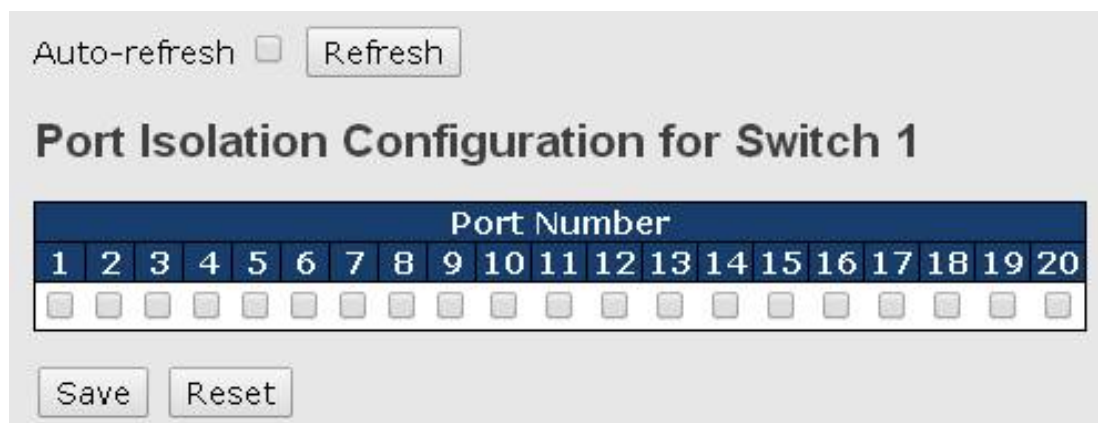 Auto-refresh Refresh
Port Isolation Configuration for Switch 1
Port Number
1 2 3 4 5 6 7 8 9 10 11 12 13 14 15 16 17 18 19 20
Save Reset